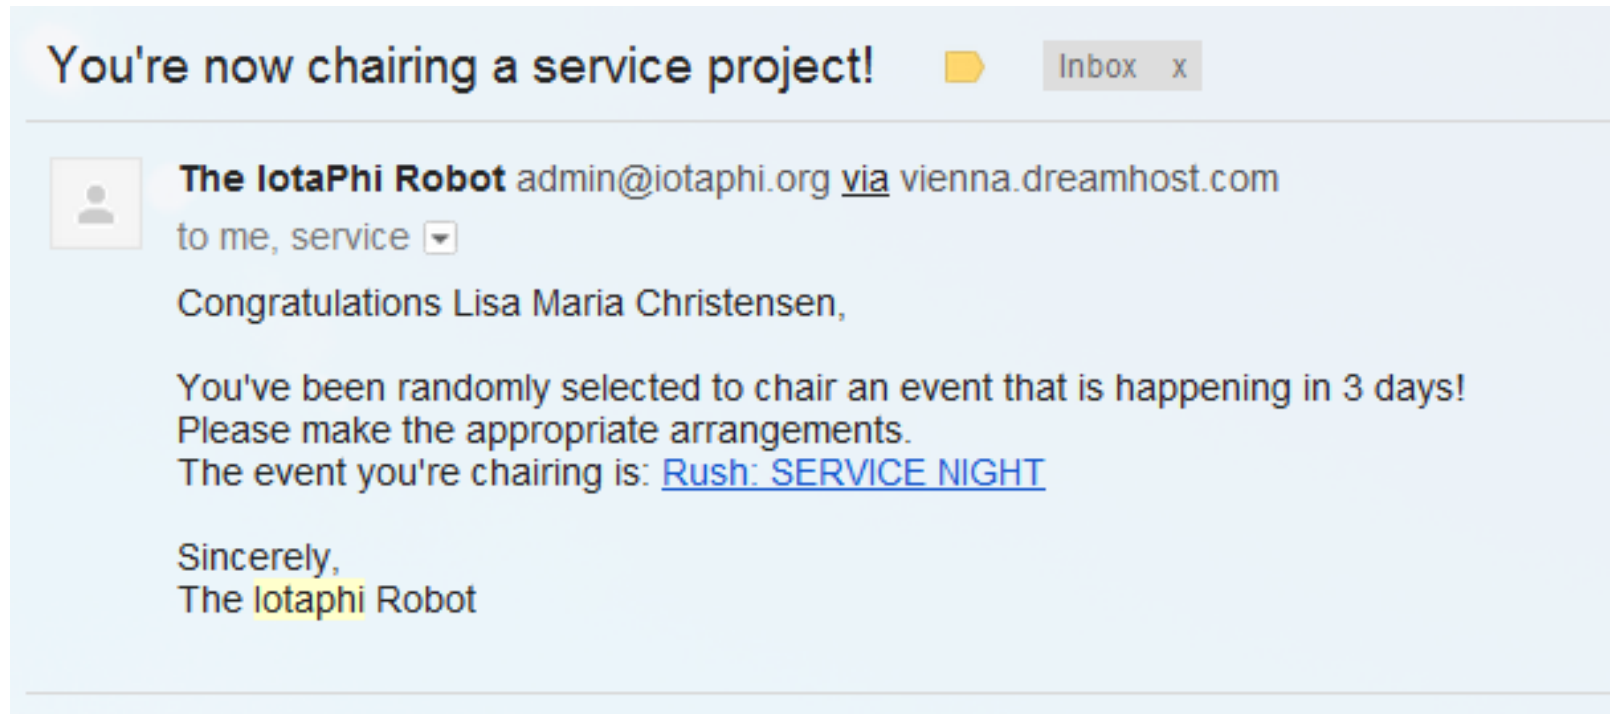 You're now chairing a service project! Inbox x
The IotaPhi Robot admin@iotaphi.org via vienna.dreamhost.com
to me, service
Congratulations Lisa Maria Christensen,
You've been randomly selected to chair an event that is happening in 3 days!
Please make the appropriate arrangements.
The event you're chairing is: Rush: SERVICE NIGHT
Sincerely,
The Iotaphi Robot